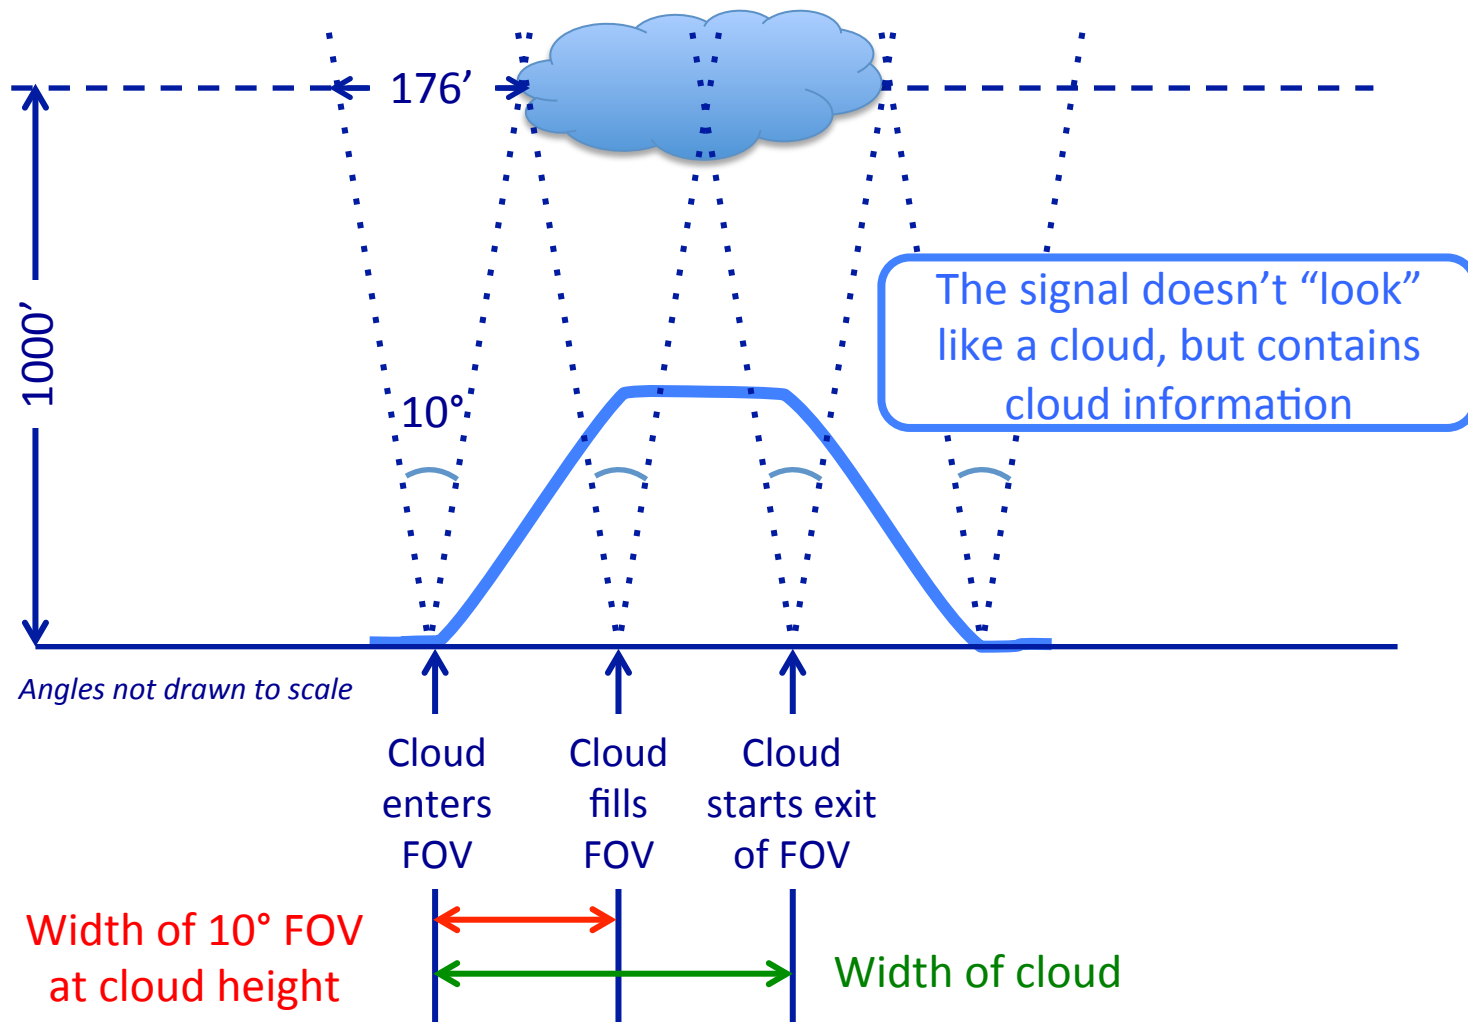 176’
1000’
10°
The signal doesn’t “look”
like a cloud, but contains
cloud information
Angles not drawn to scale
Cloud
enters
FOV
Cloud
fills
FOV
Cloud
starts exit
of FOV
Width of 10° FOV
at cloud height
Width of cloud